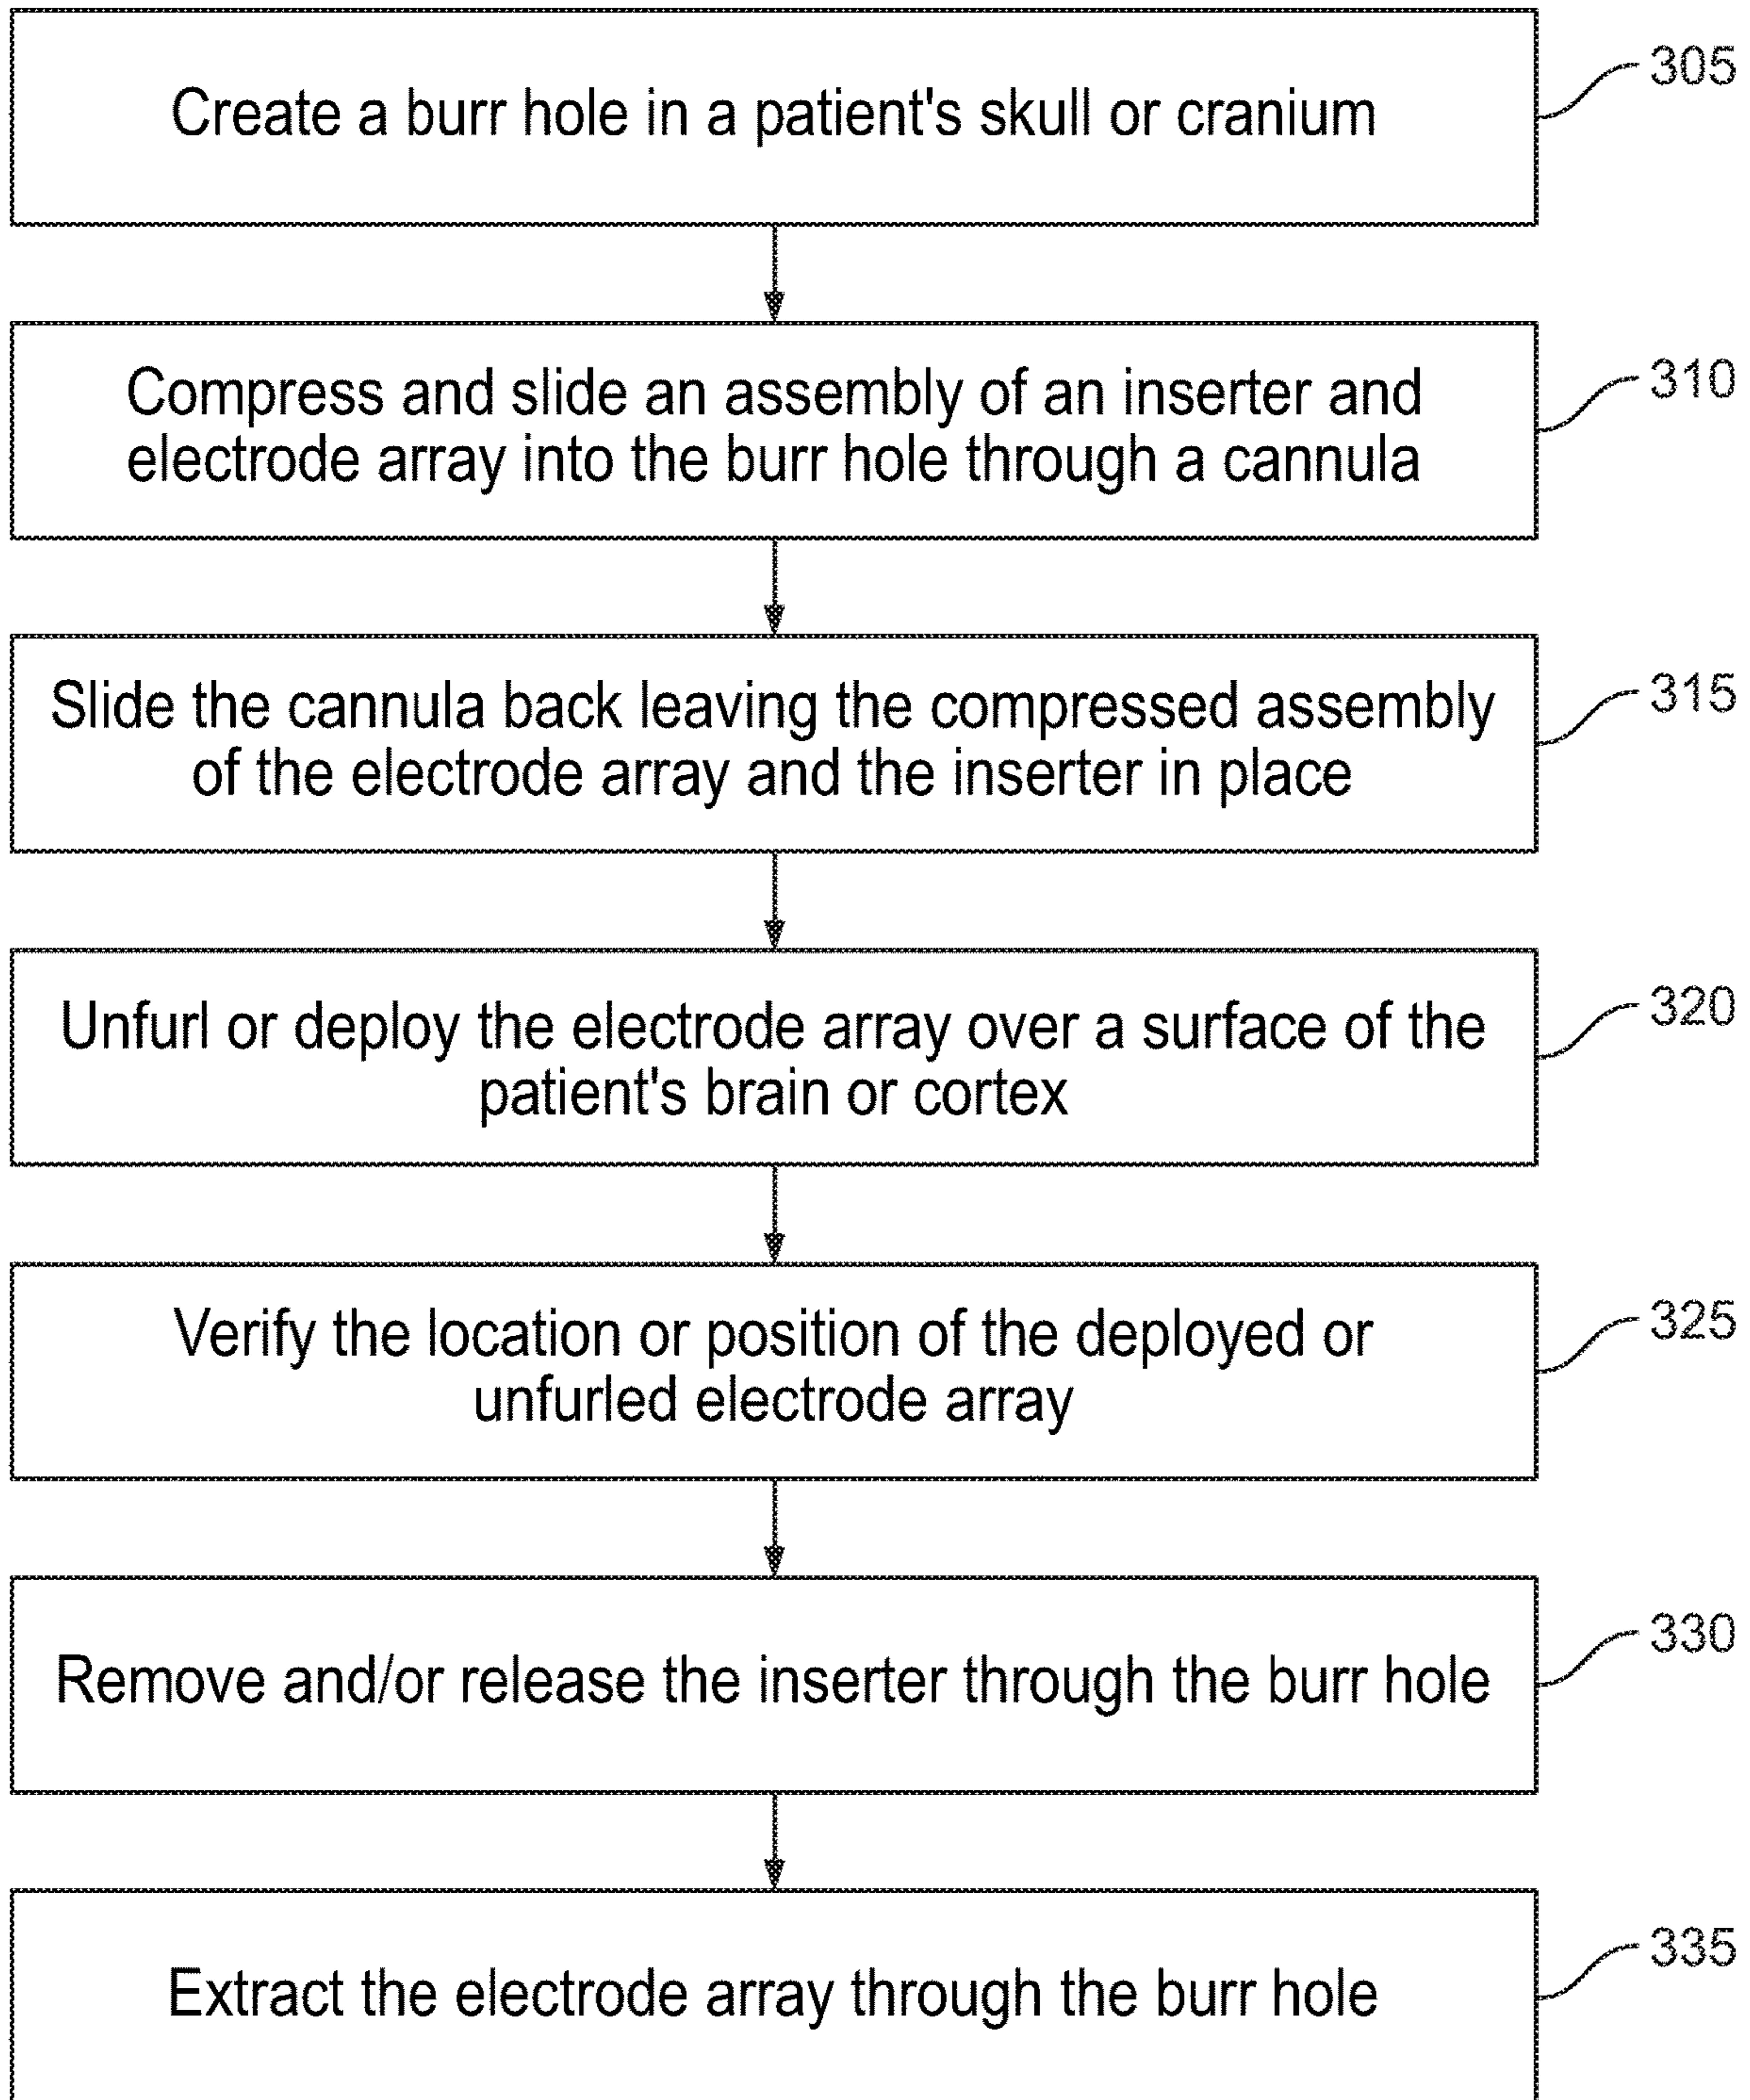 Create a burr hole in a patient's skull or cranium
305
Compress and slide an assembly of an inserter and
electrode array into the burr hole through a cannula
310
Slide the cannula back leaving the compressed assembly
of the electrode array and the inserter in place
315
Unfurl or deploy the electrode array over a surface of the
patient's brain or cortex
320
Verify the location or position of the deployed or
unfurled electrode array
325
Remove and/or release the inserter through the burr hole
330
Extract the electrode array through the burr hole
335